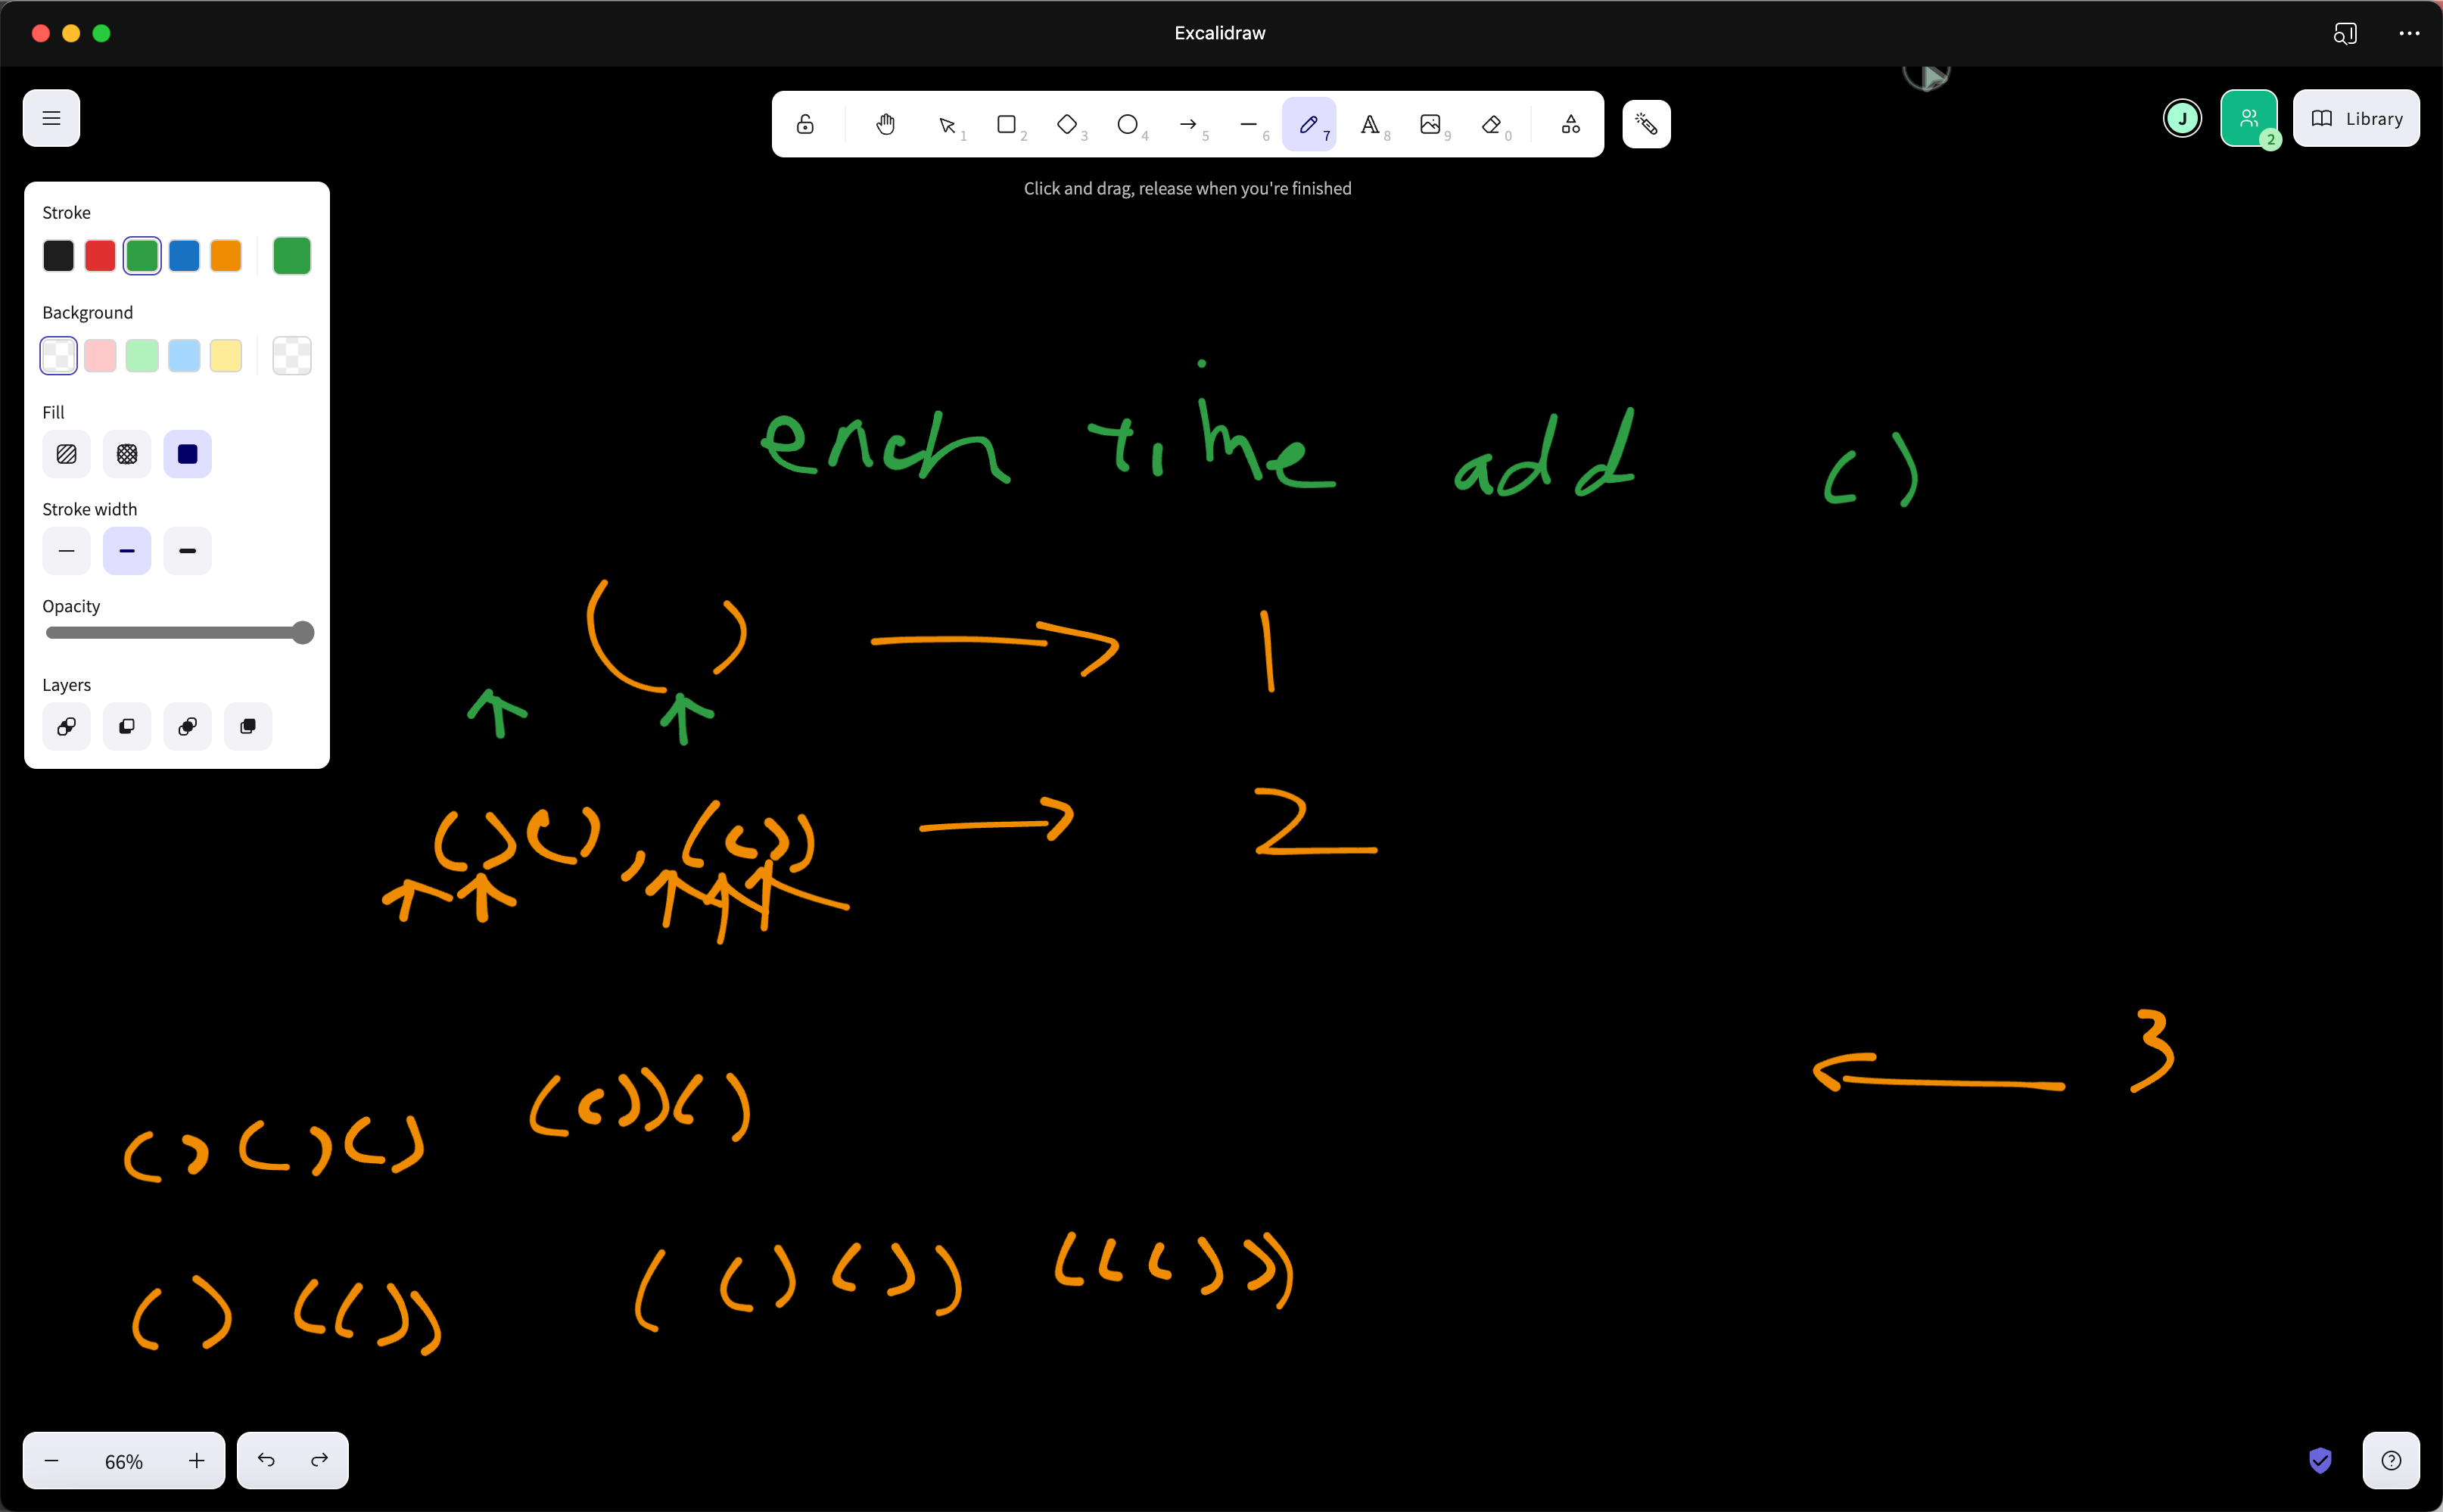 Excalidraw
1
2
3
4
5
6
7
8
9
0
J
2
Library
Click and drag, release when you're finished
Stroke
Background
Fill
Stroke width
Opacity
Layers
each time add ()
() → 1
()(), (()) → 2
← 3
()()() (())()
()(()) (()()) ((()))
66%